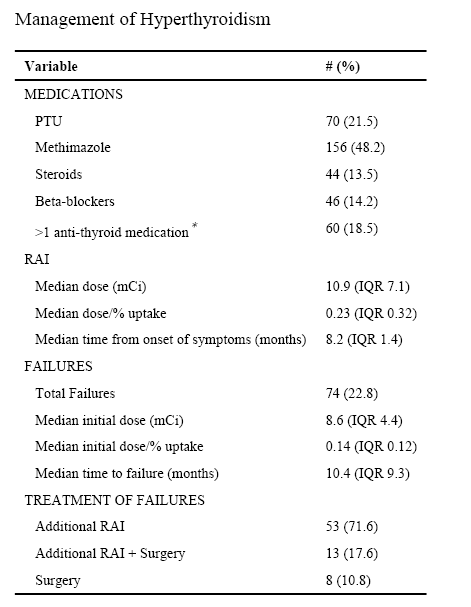 Management of Hyperthyroidism
Variable # (%)
MEDICATIONS
PTU 70 (21.5)
Methimazole 156 (48.2)
Steroids 44 (13.5)
Beta-blockers 46 (14.2)
>1 anti-thyroid medication* 60 (18.5)
RAI
Median dose (mCi) 10.9 (IQR 7.1)
Median dose/% uptake 0.23 (IQR 0.32)
Median time from onset of symptoms (months) 8.2 (IQR 1.4)
FAILURES
Total Failures 74 (22.8)
Median initial dose (mCi) 8.6 (IQR 4.4)
Median initial dose/% uptake 0.14 (IQR 0.12)
Median time to failure (months) 10.4 (IQR 9.3)
TREATMENT OF FAILURES
Additional RAI 53 (71.6)
Additional RAI + Surgery 13 (17.6)
Surgery 8 (10.8)